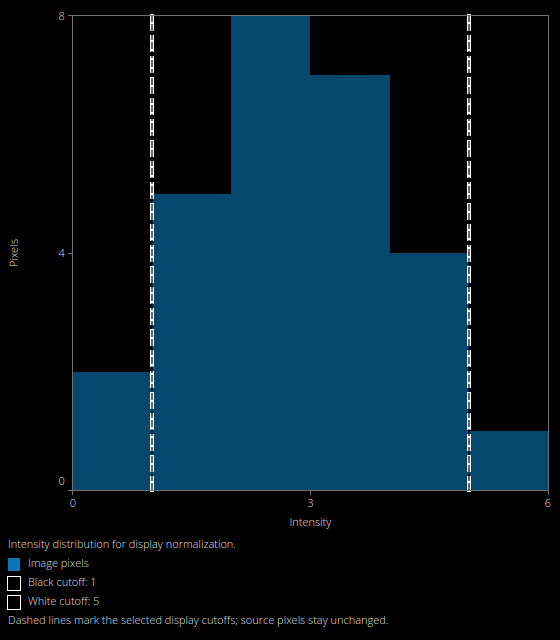 8
Pixels
4
0
0 3 6
Intensity
Intensity distribution for display normalization.
Image pixels
Black cutoff: 1
White cutoff: 5
Dashed lines mark the selected display cutoffs; source pixels stay unchanged.